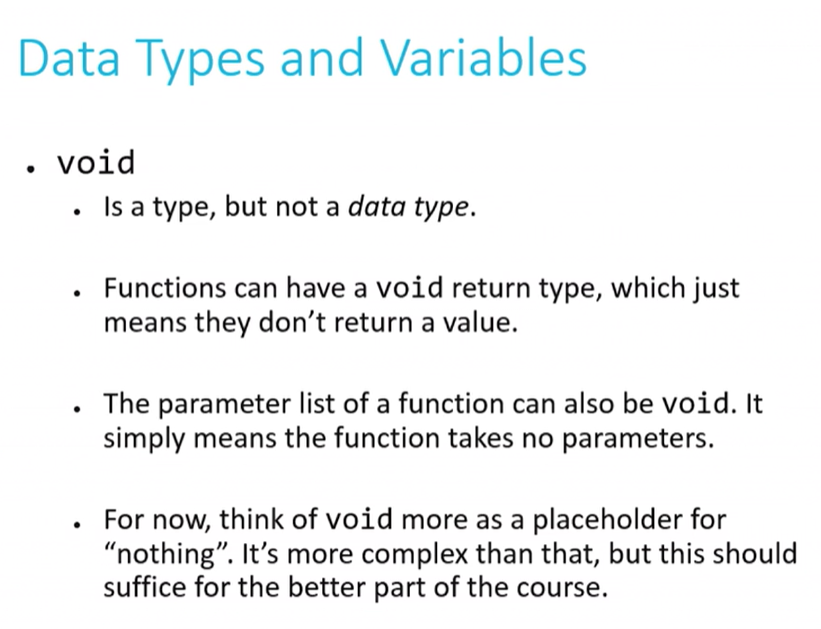 Data Types and Variables
• void
• Is a type, but not a data type.
• Functions can have a void return type, which just
means they don’t return a value.
• The parameter list of a function can also be void. It
simply means the function takes no parameters.
• For now, think of void more as a placeholder for
“nothing”. It’s more complex than that, but this should
suffice for the better part of the course.